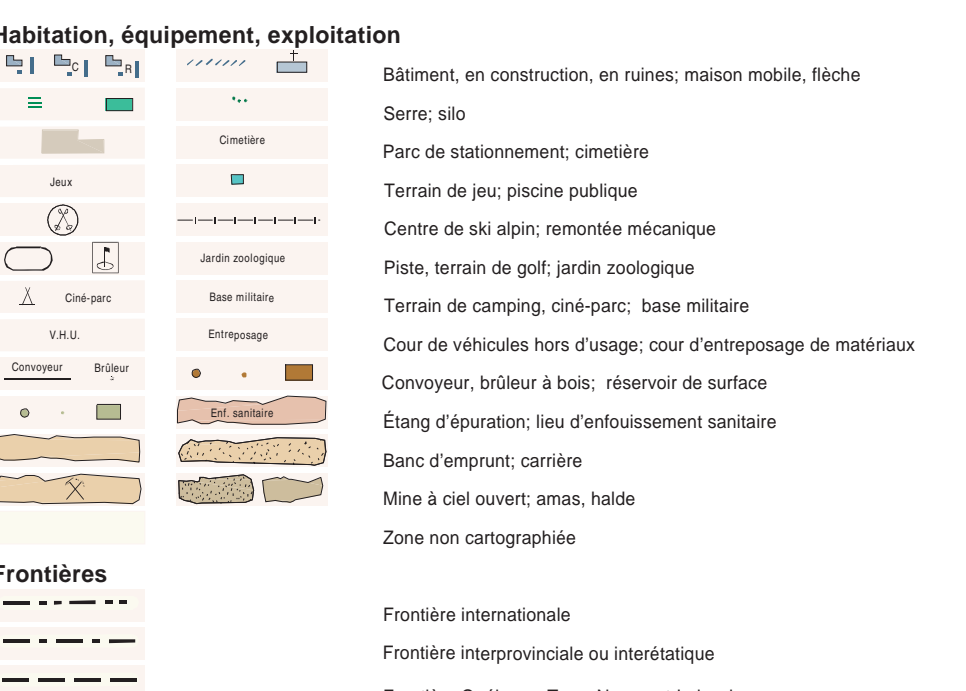 Habitation, équipement, exploitation
C R Bâtiment, en construction, en ruines; maison mobile, flèche
Serre; silo
Cimetière Parc de stationnement; cimetière
Jeux Terrain de jeu; piscine publique
Centre de ski alpin; remontée mécanique
Jardin zoologique Piste, terrain de golf; jardin zoologique
Ciné-parc Base militaire Terrain de camping, ciné-parc; base militaire
V.H.U. Entreposage Cour de véhicules hors d'usage; cour d'entreposage de matériaux
Convoyeur Brûleur Convoyeur, brûleur à bois; réservoir de surface
Enf. sanitaire Étang d'épuration; lieu d'enfouissement sanitaire
Banc d'emprunt; carrière
Mine à ciel ouvert; amas, halde
Zone non cartographiée
Frontières
Frontière internationale
Frontière interprovinciale ou interétatique